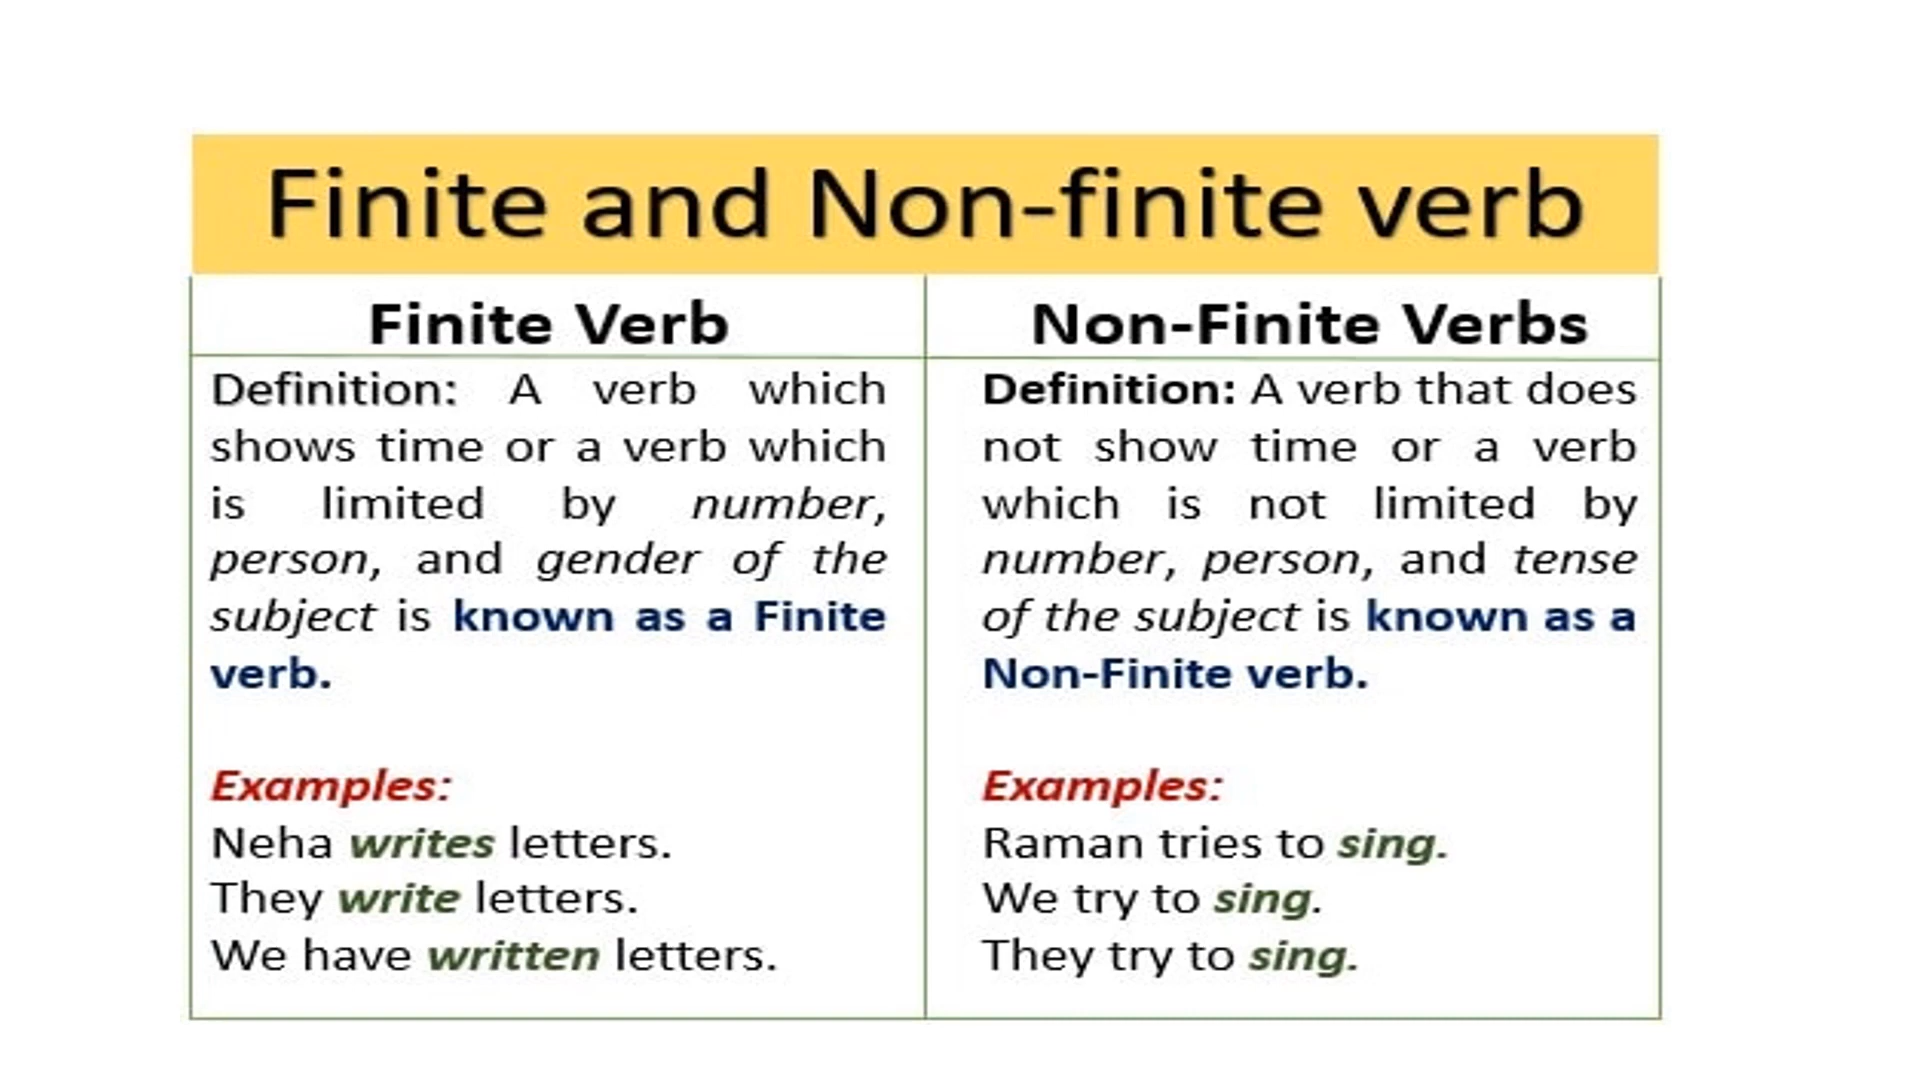 Finite and Non-finite verb
Finite Verb
Definition: A verb which
shows time or a verb which
is limited by number,
person, and gender of the
subject is known as a Finite
verb.
Examples:
Neha writes letters.
They write letters.
We have written letters.
Non-Finite Verbs
Definition: A verb that does
not show time or a verb
which is not limited by
number, person, and tense
of the subject is known as a
Non-Finite verb.
Examples:
Raman tries to sing.
We try to sing.
They try to sing.